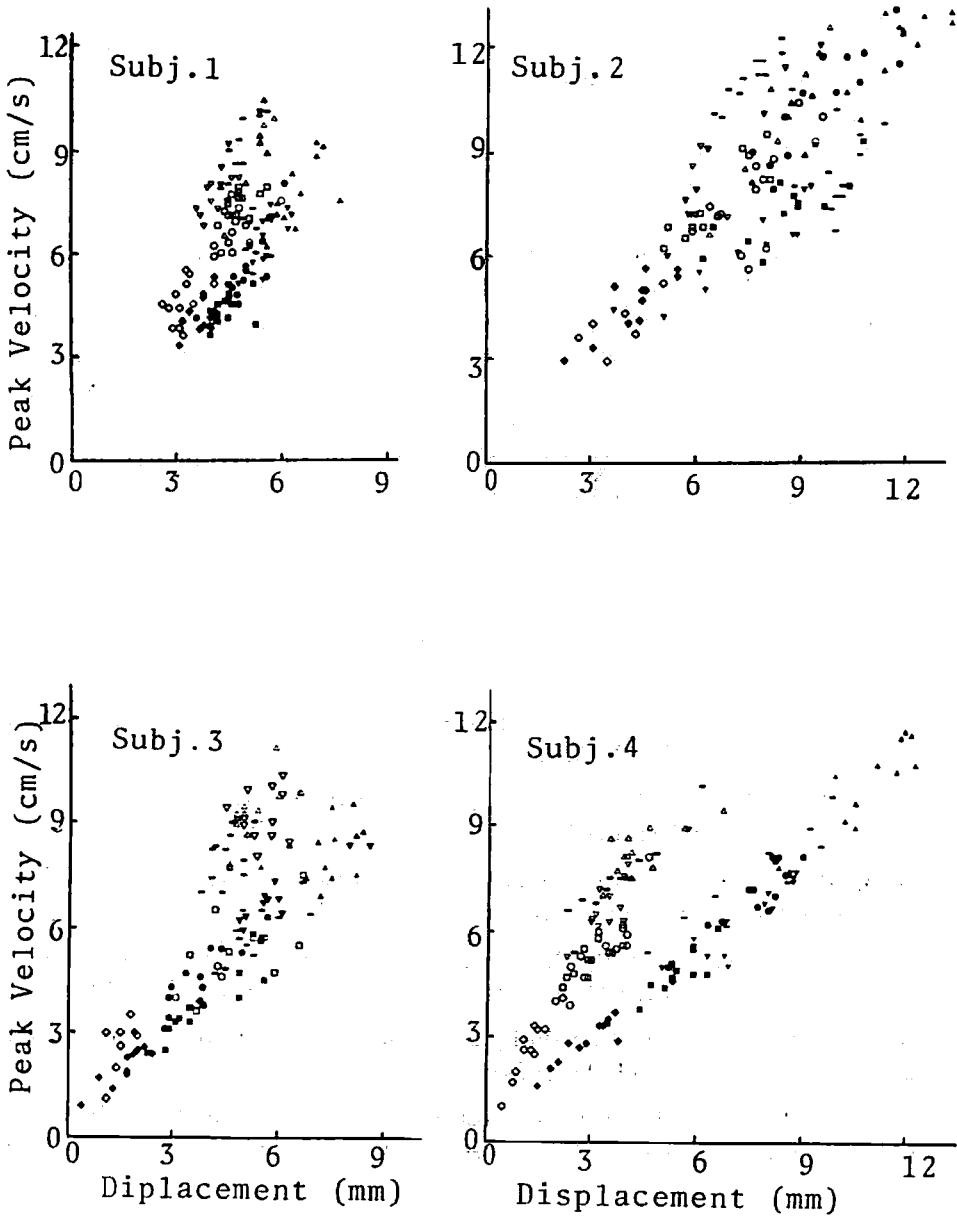 12
9
6
3
0
Peak Velocity (cm/s)
Subj.1
0 3 6 9
12
9
6
3
0
Subj.2
0 3 6 9 12
12
9
6
3
0
Peak Velocity (cm/s)
Subj.3
0 3 6 9
Diplacement (mm)
12
9
6
3
0
Subj.4
0 3 6 9 12
Displacement (mm)